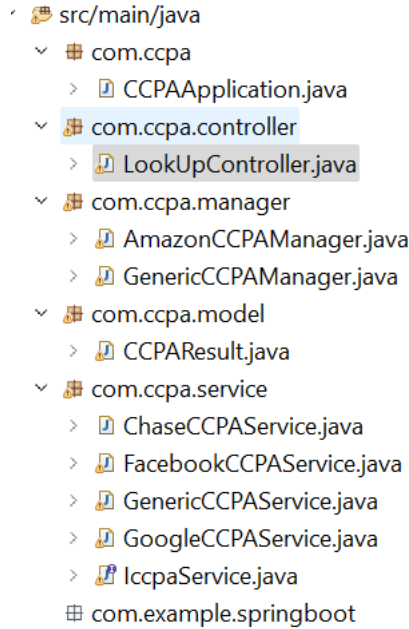 src/main/java
com.ccpa
CCPAApplication.java
com.ccpa.controller
LookUpController.java
com.ccpa.manager
AmazonCCPAManager.java
GenericCCPAManager.java
com.ccpa.model
CCPAResult.java
com.ccpa.service
ChaseCCPAService.java
FacebookCCPAService.java
GenericCCPAService.java
GoogleCCPAService.java
IccpaService.java
com.example.springboot